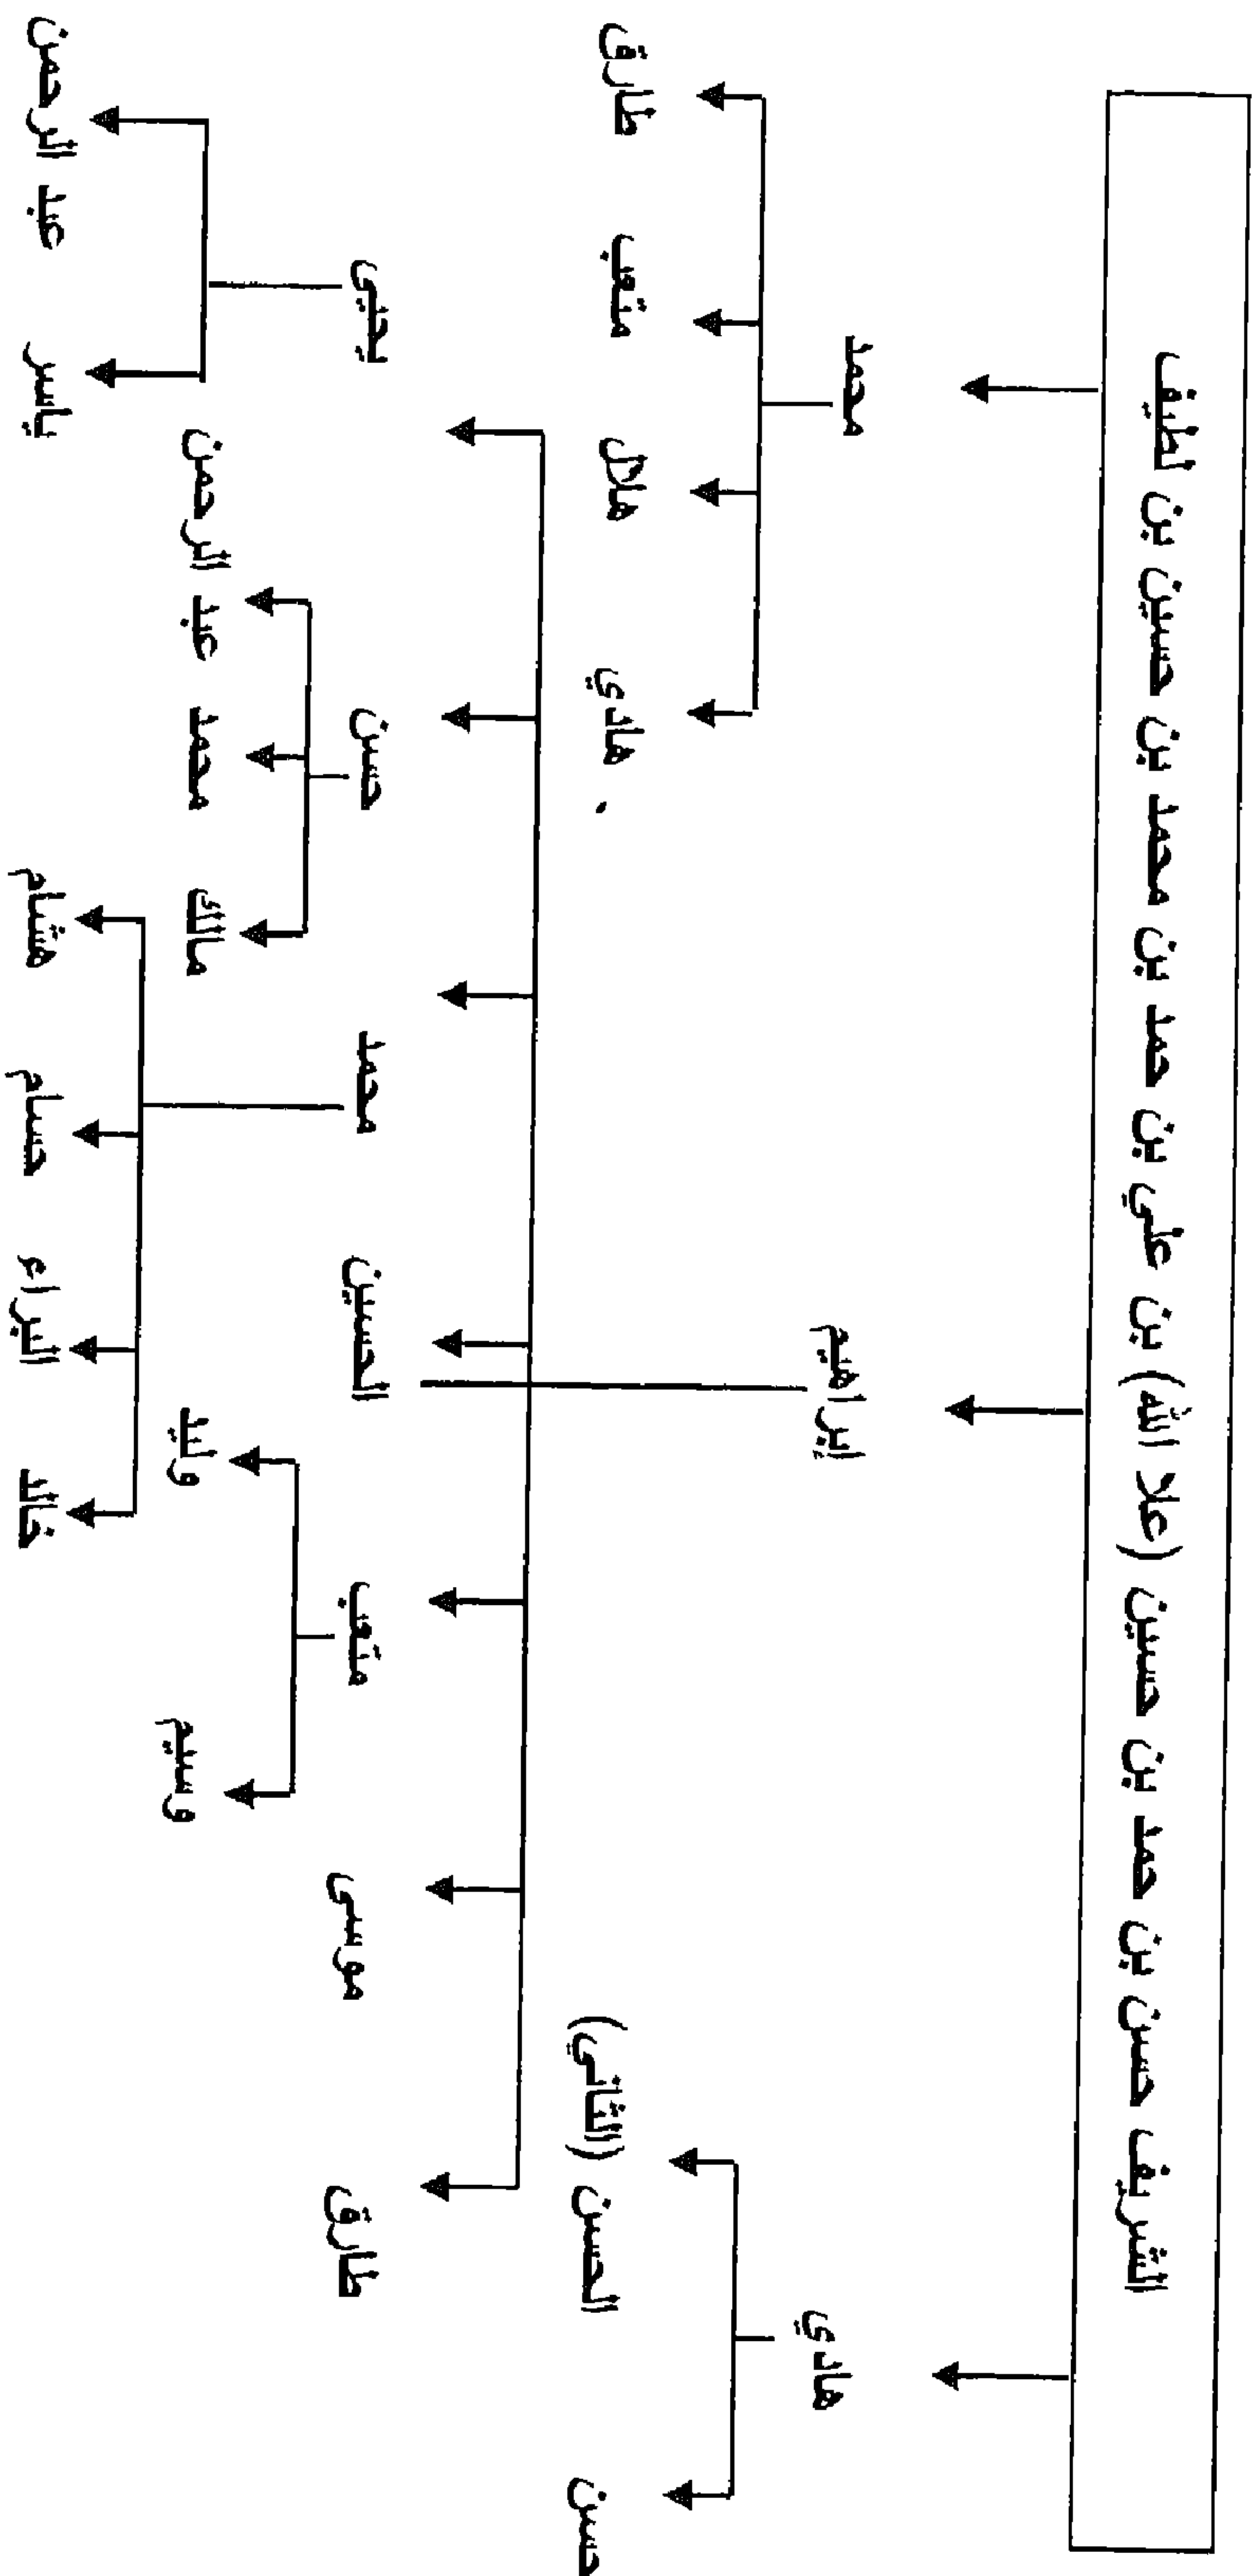 الشريف حسن بن حمد بن حسين (علا الله) بن علي بن حمد بن محمد بن حسين بن لطيف
هادي إبراهيم محمد
حسن الحسن (الثاني) هادي هلال متعب طارق
طارق موسى متعب الحسين محمد حسن يحيى
وسيم وليد مالك محمد عبد الرحمن
خالد البراء حسام هشام ياسر عبد الرحمن